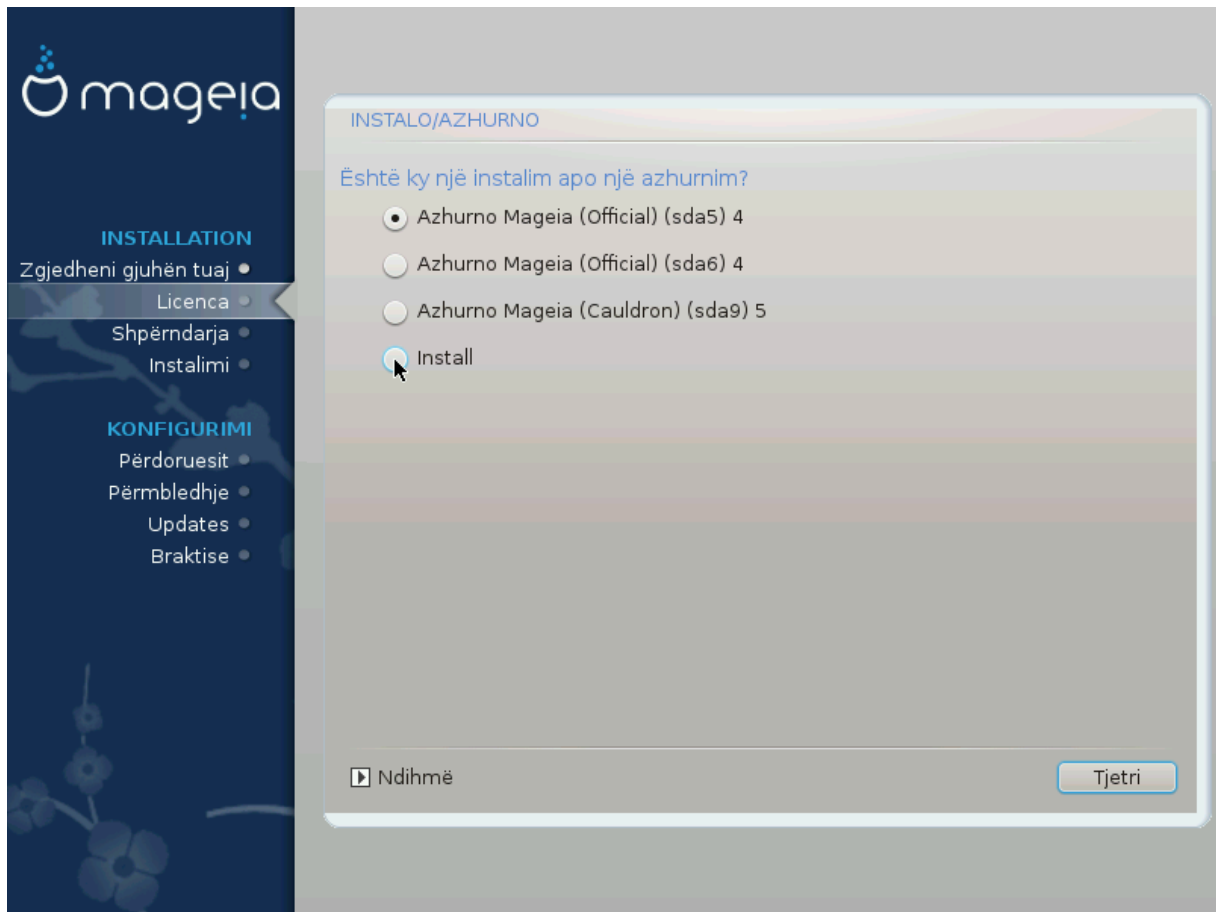 mageia
INSTALLATION
Zgjedheni gjuhën tuaj
Licenca
Shpërndarja
Instalimi
KONFIGURIMI
Përdoruesit
Përmbledhje
Updates
Braktise
INSTALO/AZHURNO
Është ky një instalim apo një azhurnim?
Azhurno Mageia (Official) (sda5) 4
Azhurno Mageia (Official) (sda6) 4
Azhurno Mageia (Cauldron) (sda9) 5
Install
Ndihmë
Tjetri